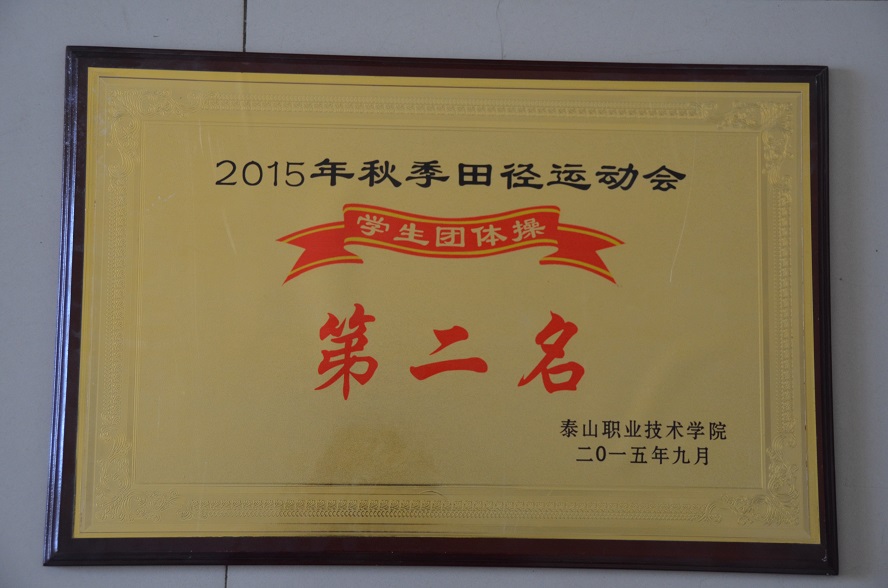 2015年秋季田径运动会
学生团体操
第二名
泰山职业技术学院
二0一五年九月